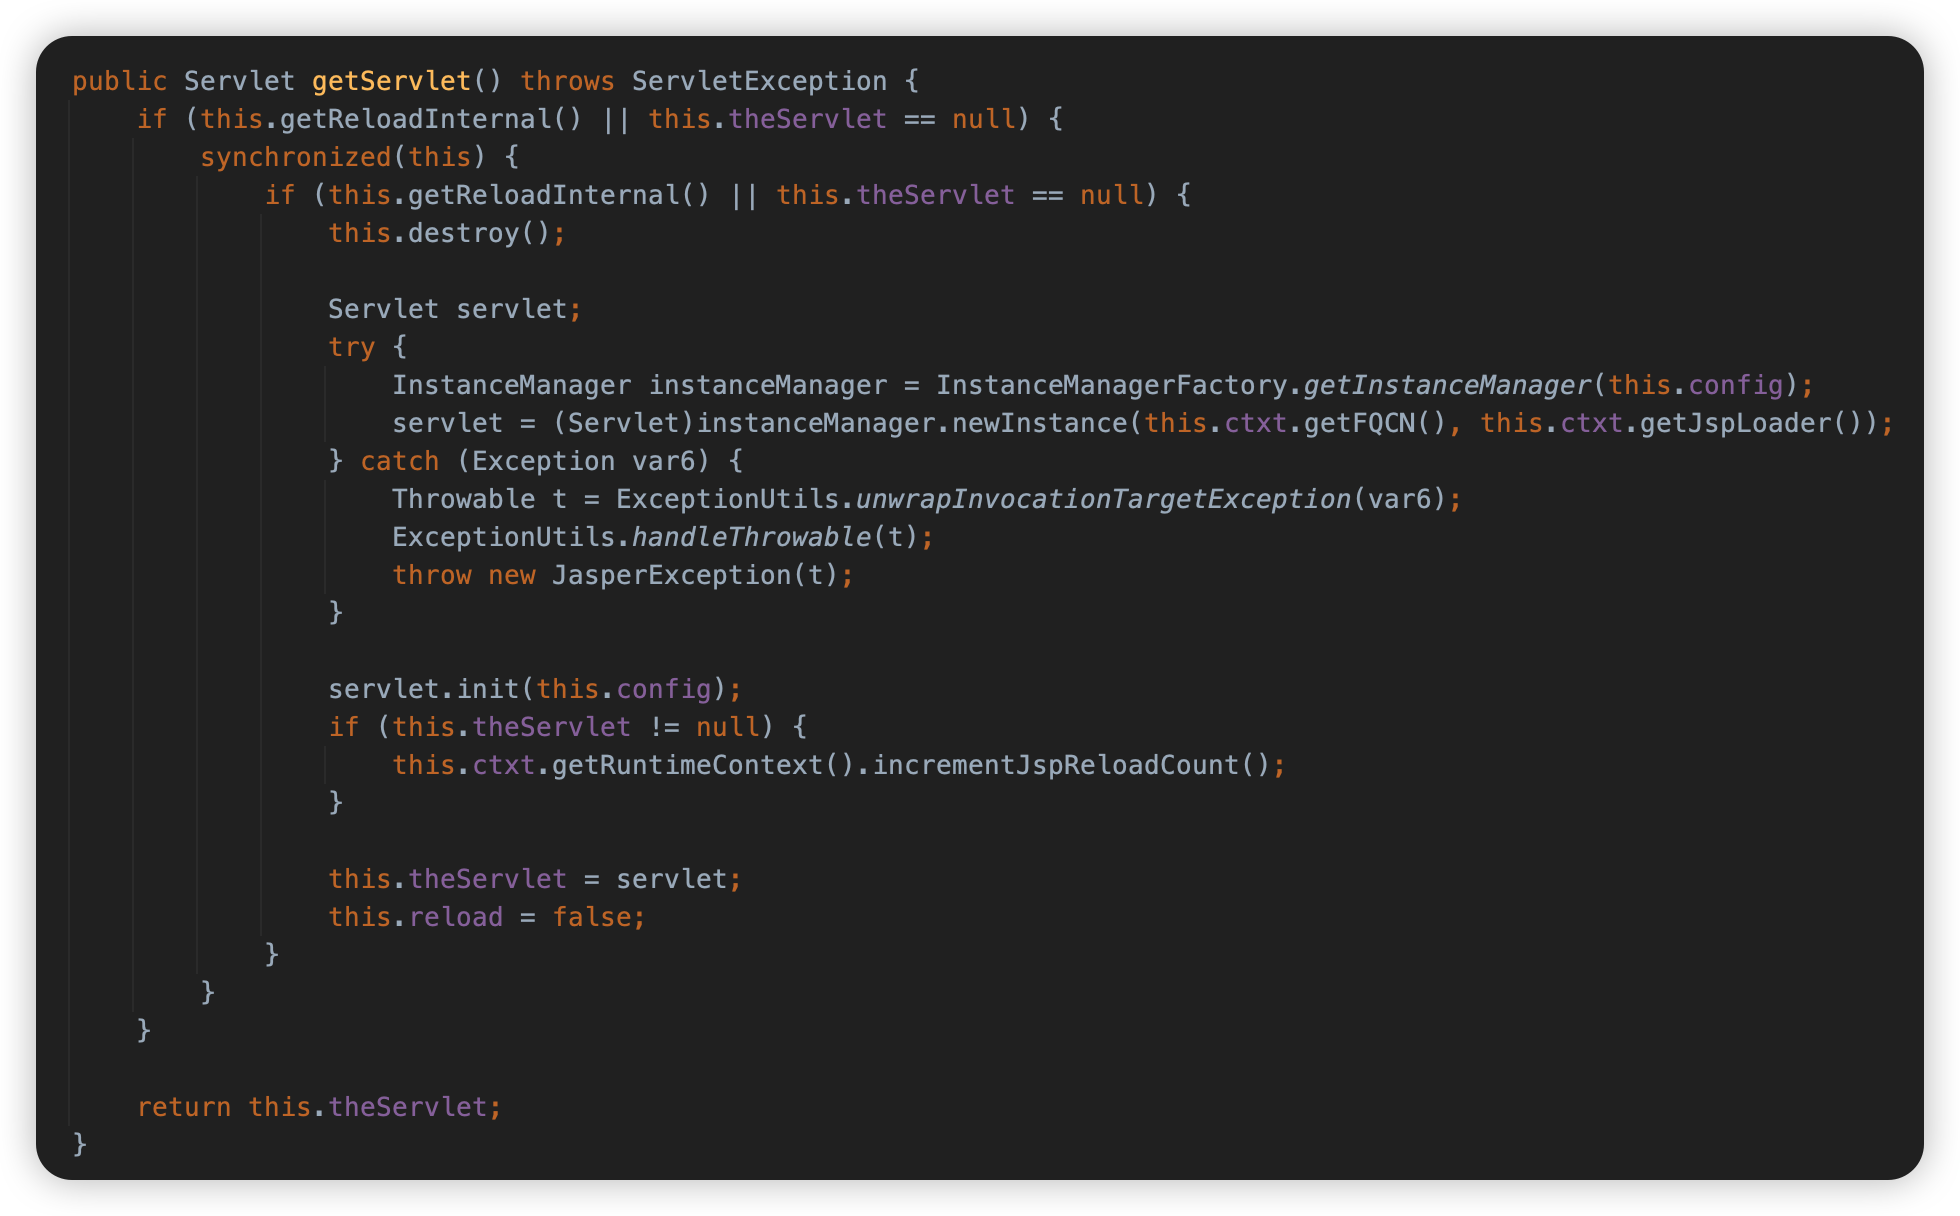 public Servlet getServlet() throws ServletException {
    if (this.getReloadInternal() || this.theServlet == null) {
        synchronized(this) {
            if (this.getReloadInternal() || this.theServlet == null) {
                this.destroy();

                Servlet servlet;
                try {
                    InstanceManager instanceManager = InstanceManagerFactory.getInstanceManager(this.config);
                    servlet = (Servlet)instanceManager.newInstance(this.ctxt.getFQCN(), this.ctxt.getJspLoader());
                } catch (Exception var6) {
                    Throwable t = ExceptionUtils.unwrapInvocationTargetException(var6);
                    ExceptionUtils.handleThrowable(t);
                    throw new JasperException(t);
                }

                servlet.init(this.config);
                if (this.theServlet != null) {
                    this.ctxt.getRuntimeContext().incrementJspReloadCount();
                }

                this.theServlet = servlet;
                this.reload = false;
            }
        }
    }

    return this.theServlet;
}